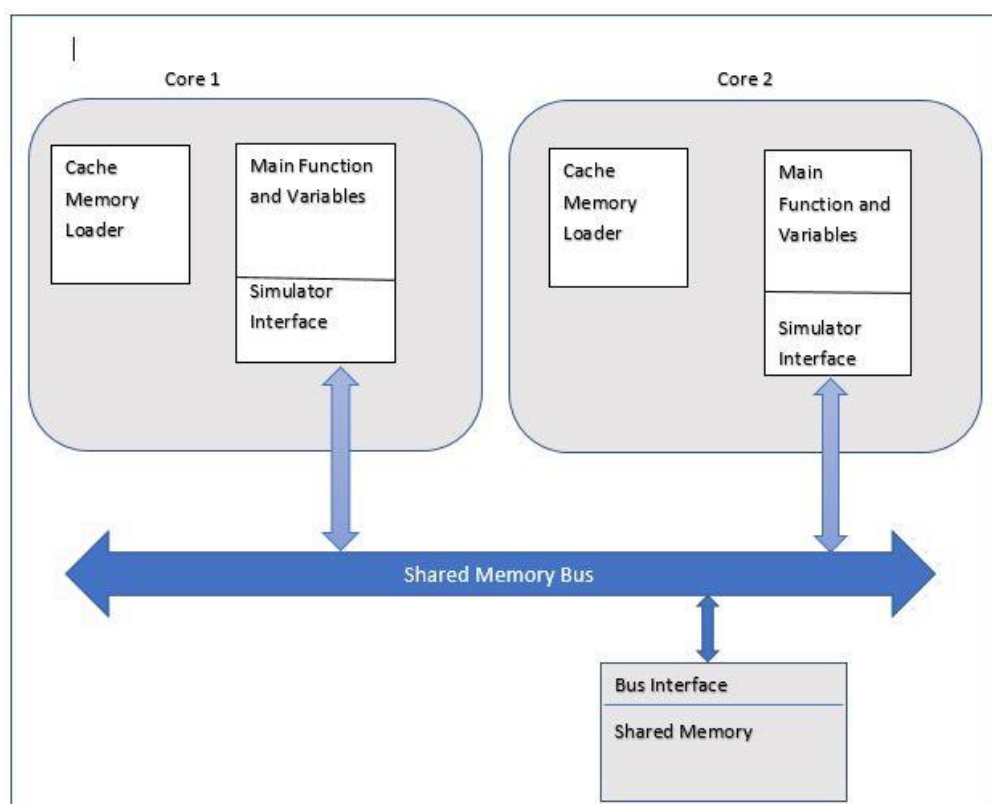 Core 1
Cache
Memory
Loader
Main Function
and Variables
Simulator
Interface
Core 2
Cache
Memory
Loader
Main
Function and
Variables
Simulator
Interface
Shared Memory Bus
Bus Interface
Shared Memory